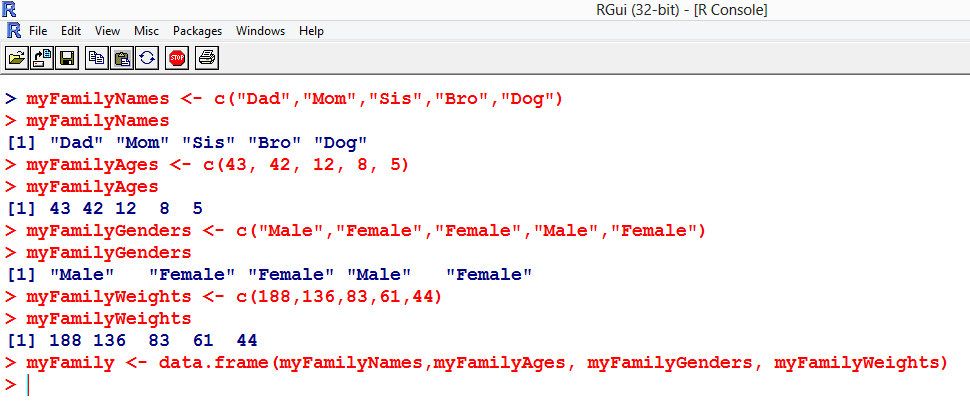 RGui (32-bit) - [R Console]
File Edit View Misc Packages Windows Help
STOP
> myFamilyNames <- c("Dad","Mom","Sis","Bro","Dog")
> myFamilyNames
[1] "Dad" "Mom" "Sis" "Bro" "Dog"
> myFamilyAges <- c(43, 42, 12, 8, 5)
> myFamilyAges
[1] 43 42 12  8  5
> myFamilyGenders <- c("Male","Female","Female","Male","Female")
> myFamilyGenders
[1] "Male"   "Female" "Female" "Male"   "Female"
> myFamilyWeights <- c(188,136,83,61,44)
> myFamilyWeights
[1] 188 136  83  61  44
> myFamily <- data.frame(myFamilyNames,myFamilyAges, myFamilyGenders, myFamilyWeights)
>